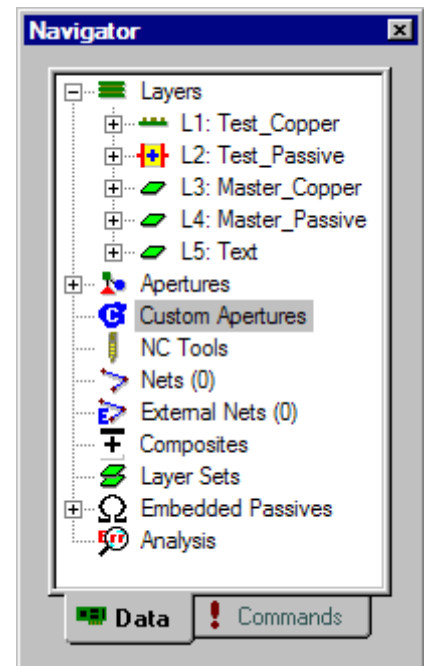 Navigator
Layers
L1: Test_Copper
L2: Test_Passive
L3: Master_Copper
L4: Master_Passive
L5: Text
Apertures
Custom Apertures
NC Tools
Nets (0)
External Nets (0)
Composites
Layer Sets
Embedded Passives
Analysis
Data Commands